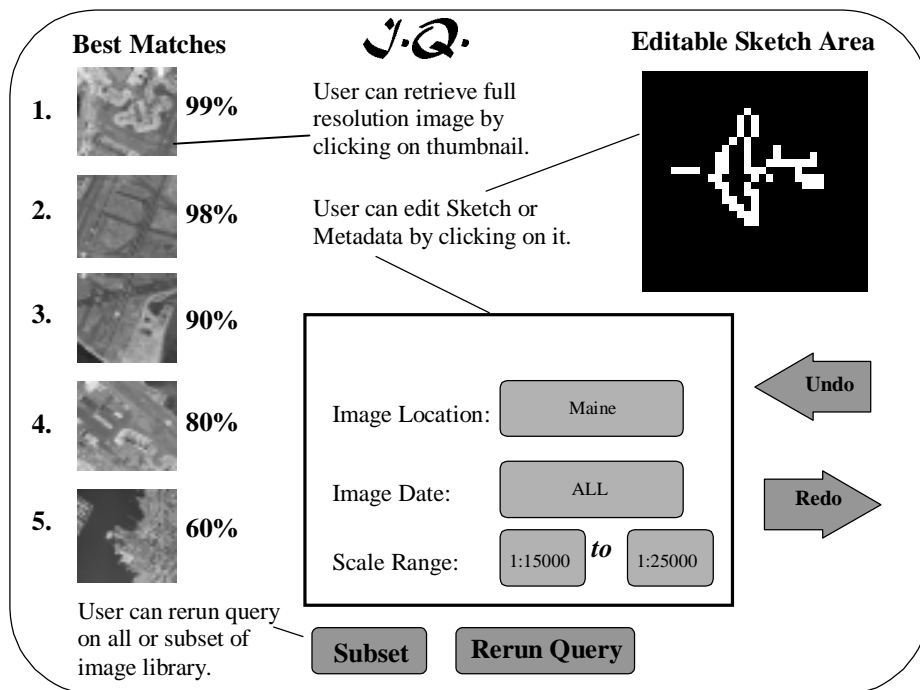 Best Matches
J.Q.
Editable Sketch Area
1.
99%
User can retrieve full
resolution image by
clicking on thumbnail.
2.
98%
User can edit Sketch or
Metadata by clicking on it.
3.
90%
4.
80%
5.
60%
Image Location:
Maine
Image Date:
ALL
Scale Range:
1:15000
to
1:25000
Undo
Redo
User can rerun query
on all or subset of
image library.
Subset
Rerun Query